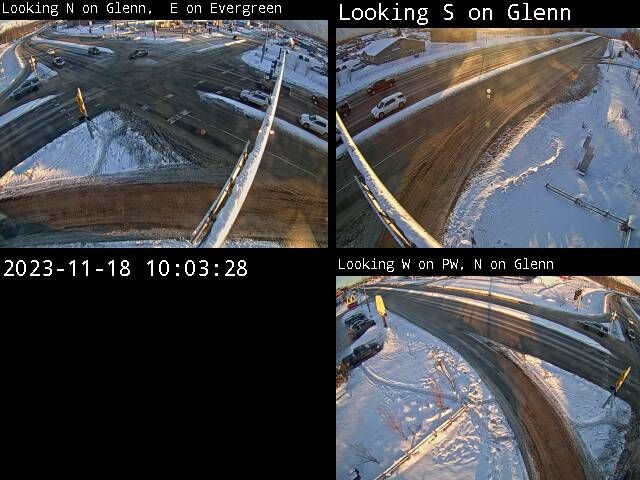 Looking N on Glenn,  E on Evergreen
Looking S on Glenn
2023-11-18 10:03:28
Looking W on PW, N on Glenn